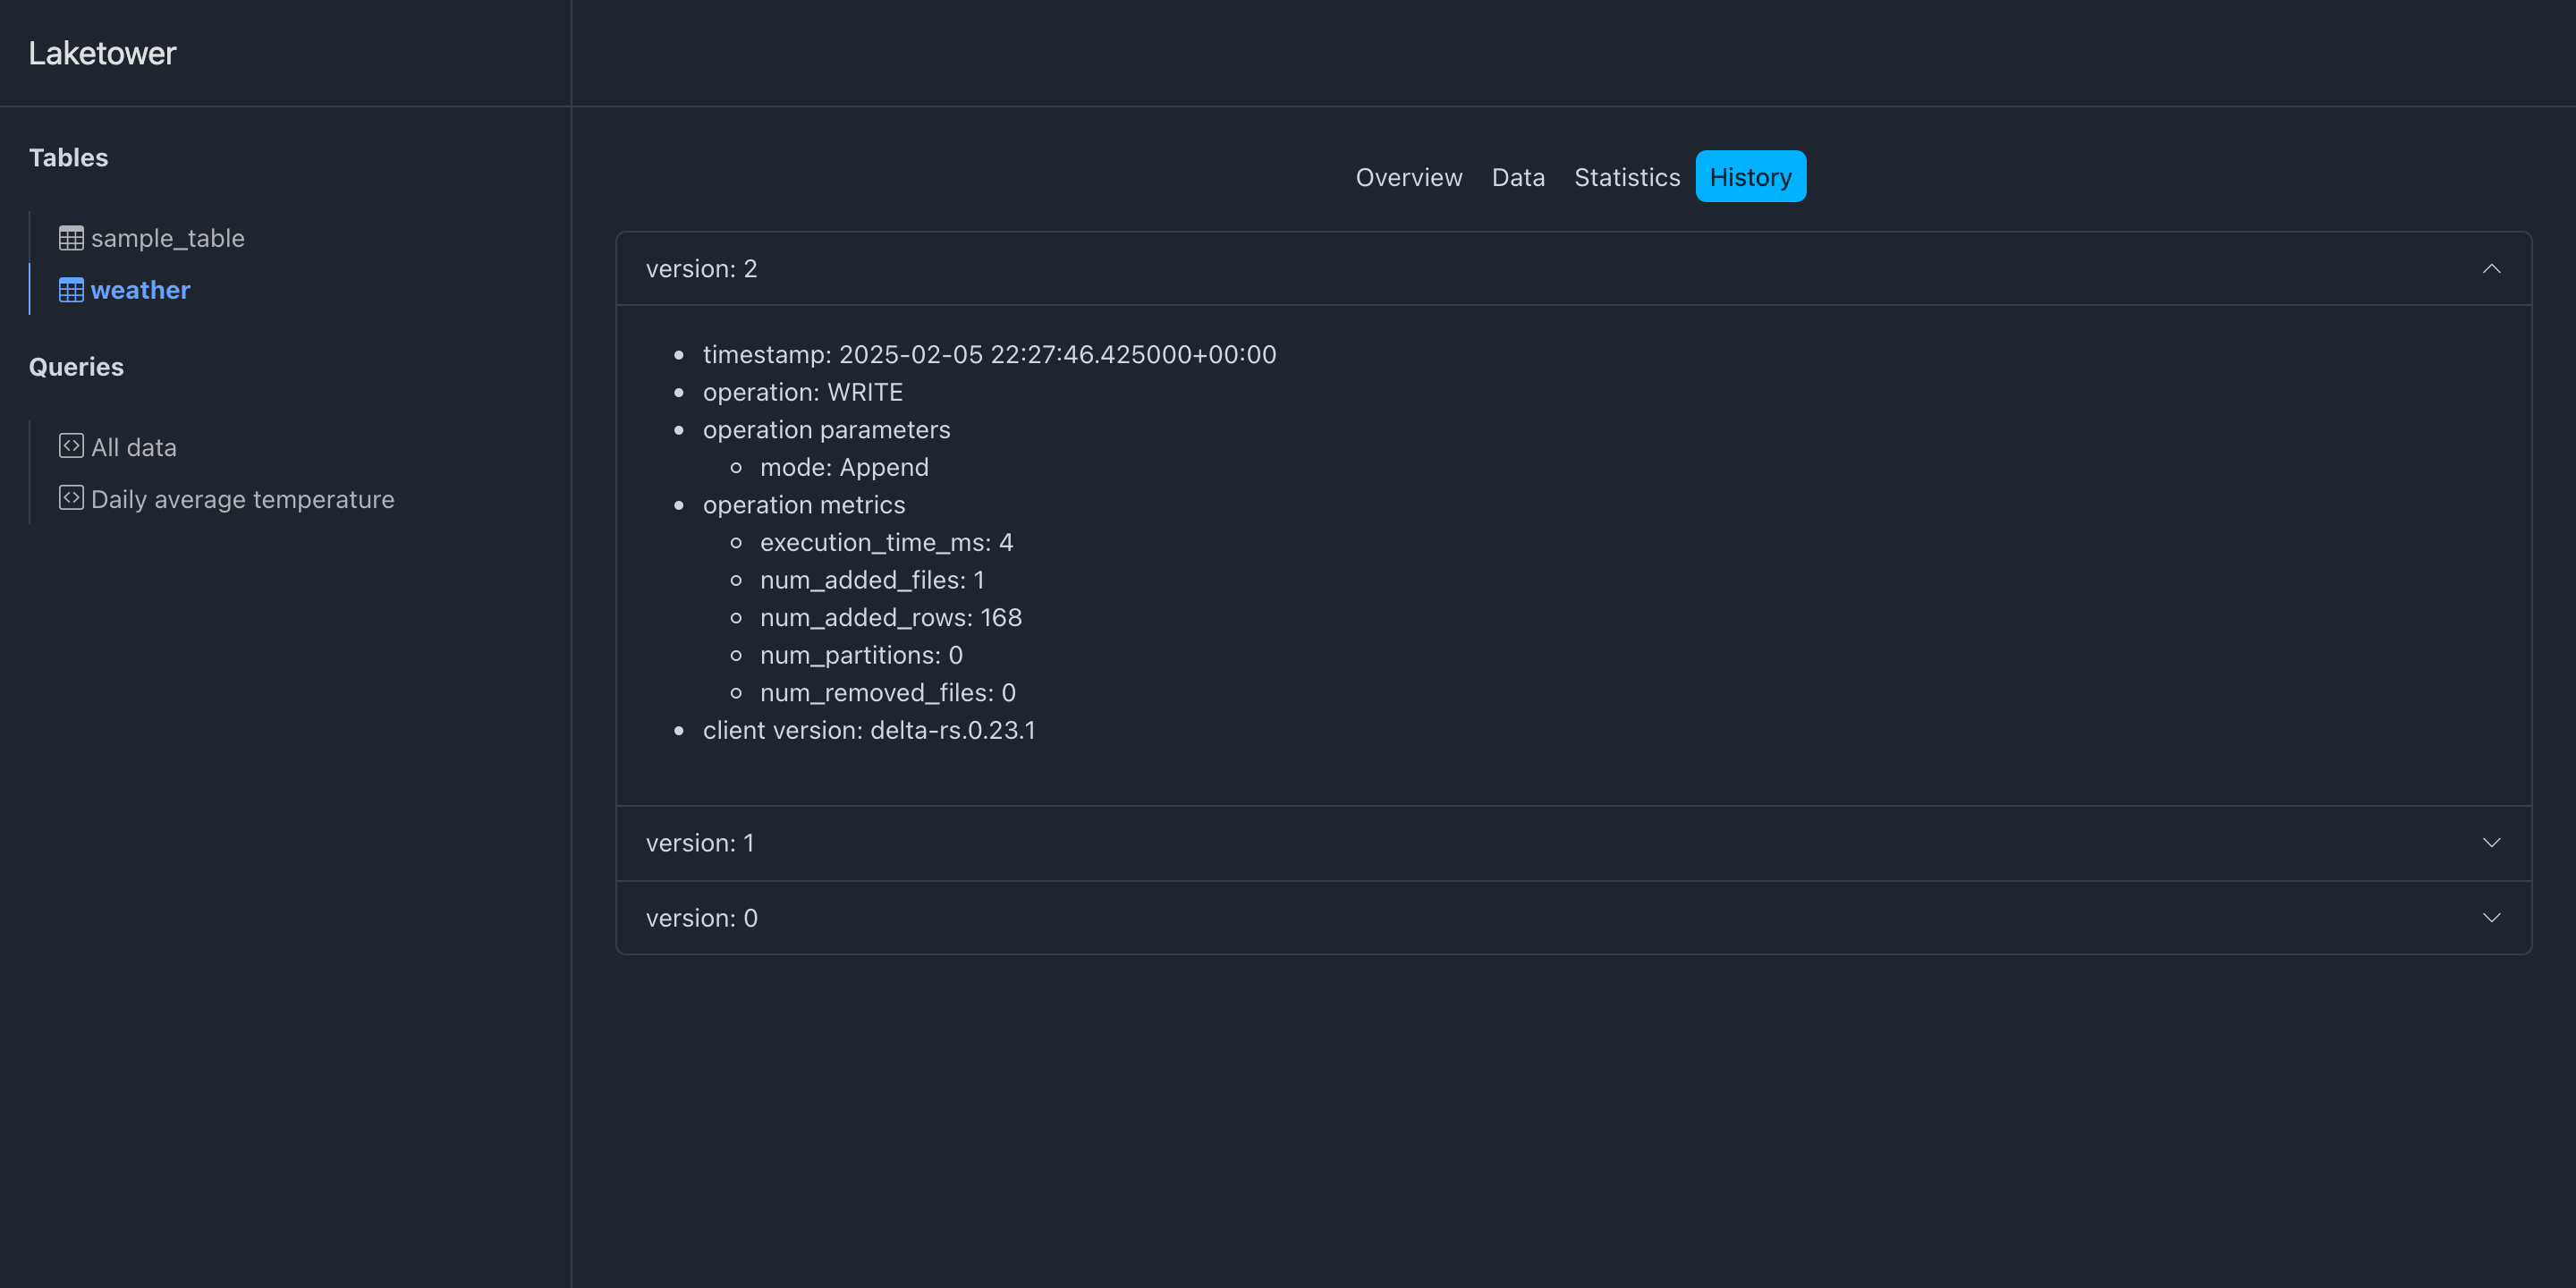 Laketower
Tables
sample_table
weather
Queries
All data
Daily average temperature
Overview Data Statistics History
version: 2
timestamp: 2025-02-05 22:27:46.425000+00:00
operation: WRITE
operation parameters
mode: Append
operation metrics
execution_time_ms: 4
num_added_files: 1
num_added_rows: 168
num_partitions: 0
num_removed_files: 0
client version: delta-rs.0.23.1
version: 1
version: 0